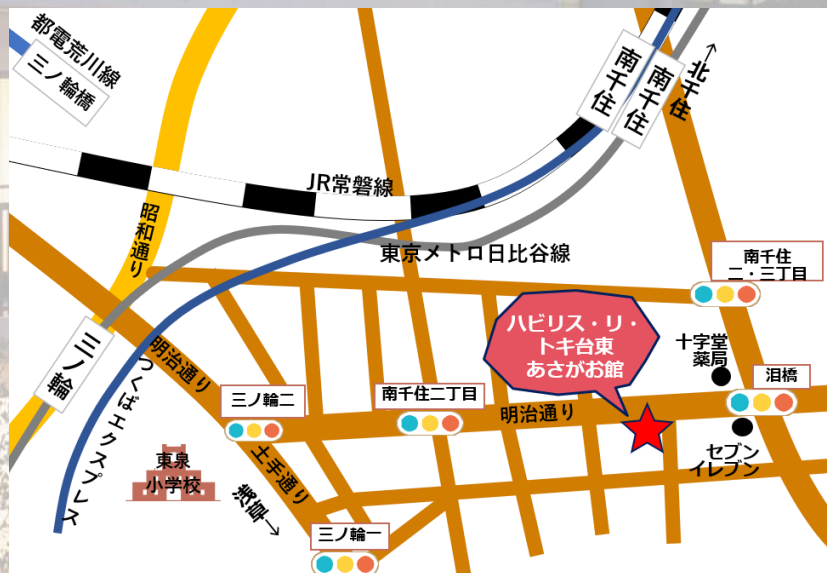 都電荒川線
三ノ輪橋
南千住
南千住
北千住
↑
JR常磐線
昭和通り
東京メトロ日比谷線
南千住
二・三丁目
ハビリス・リ・
トキ台東
あさがお館
十字堂
薬局
三ノ輪
明治通り
泪橋
三ノ輪二
南千住二丁目
明治通り
つくばエクスプレス
セブン
イレブン
東泉
小学校
土手通り
浅草→
三ノ輪一